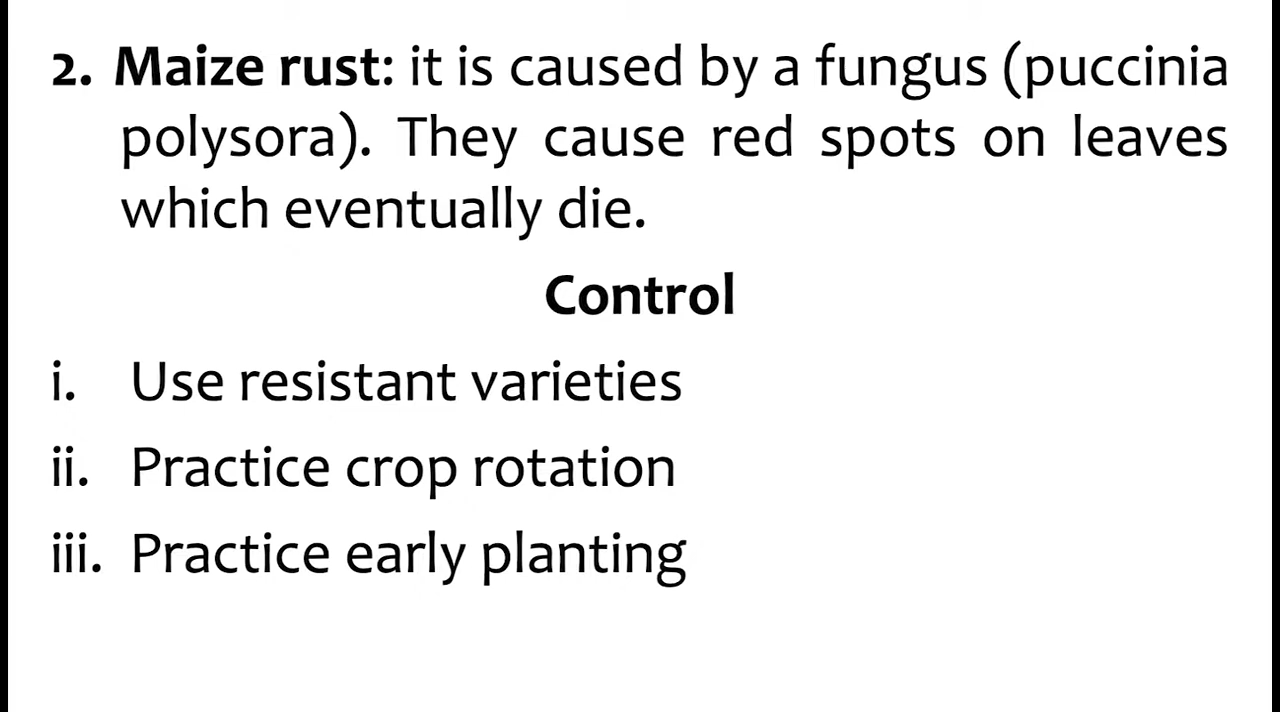 2. Maize rust: it is caused by a fungus (puccinia
polysora). They cause red spots on leaves
which eventually die.
Control
i. Use resistant varieties
ii. Practice crop rotation
iii. Practice early planting